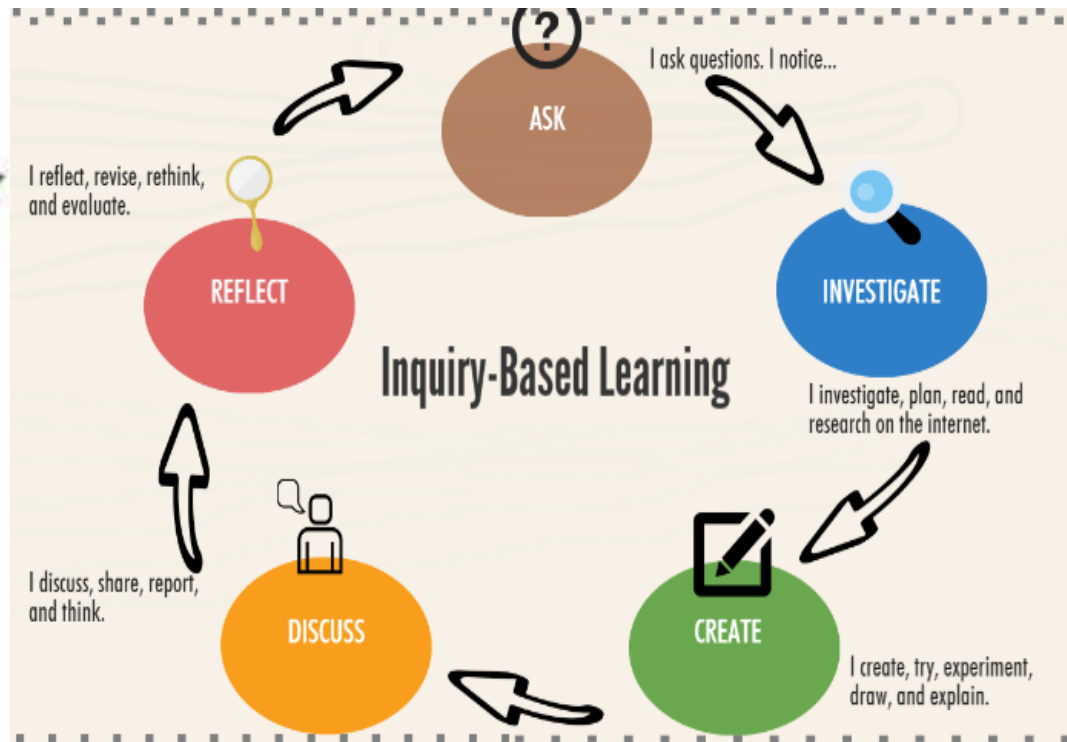 ?
ASK
I ask questions. I notice...
I reflect, revise, rethink,
and evaluate.
REFLECT
INVESTIGATE
Inquiry-Based Learning
I investigate, plan, read, and
research on the internet.
I discuss, share, report,
and think.
DISCUSS
CREATE
I create, try, experiment,
draw, and explain.